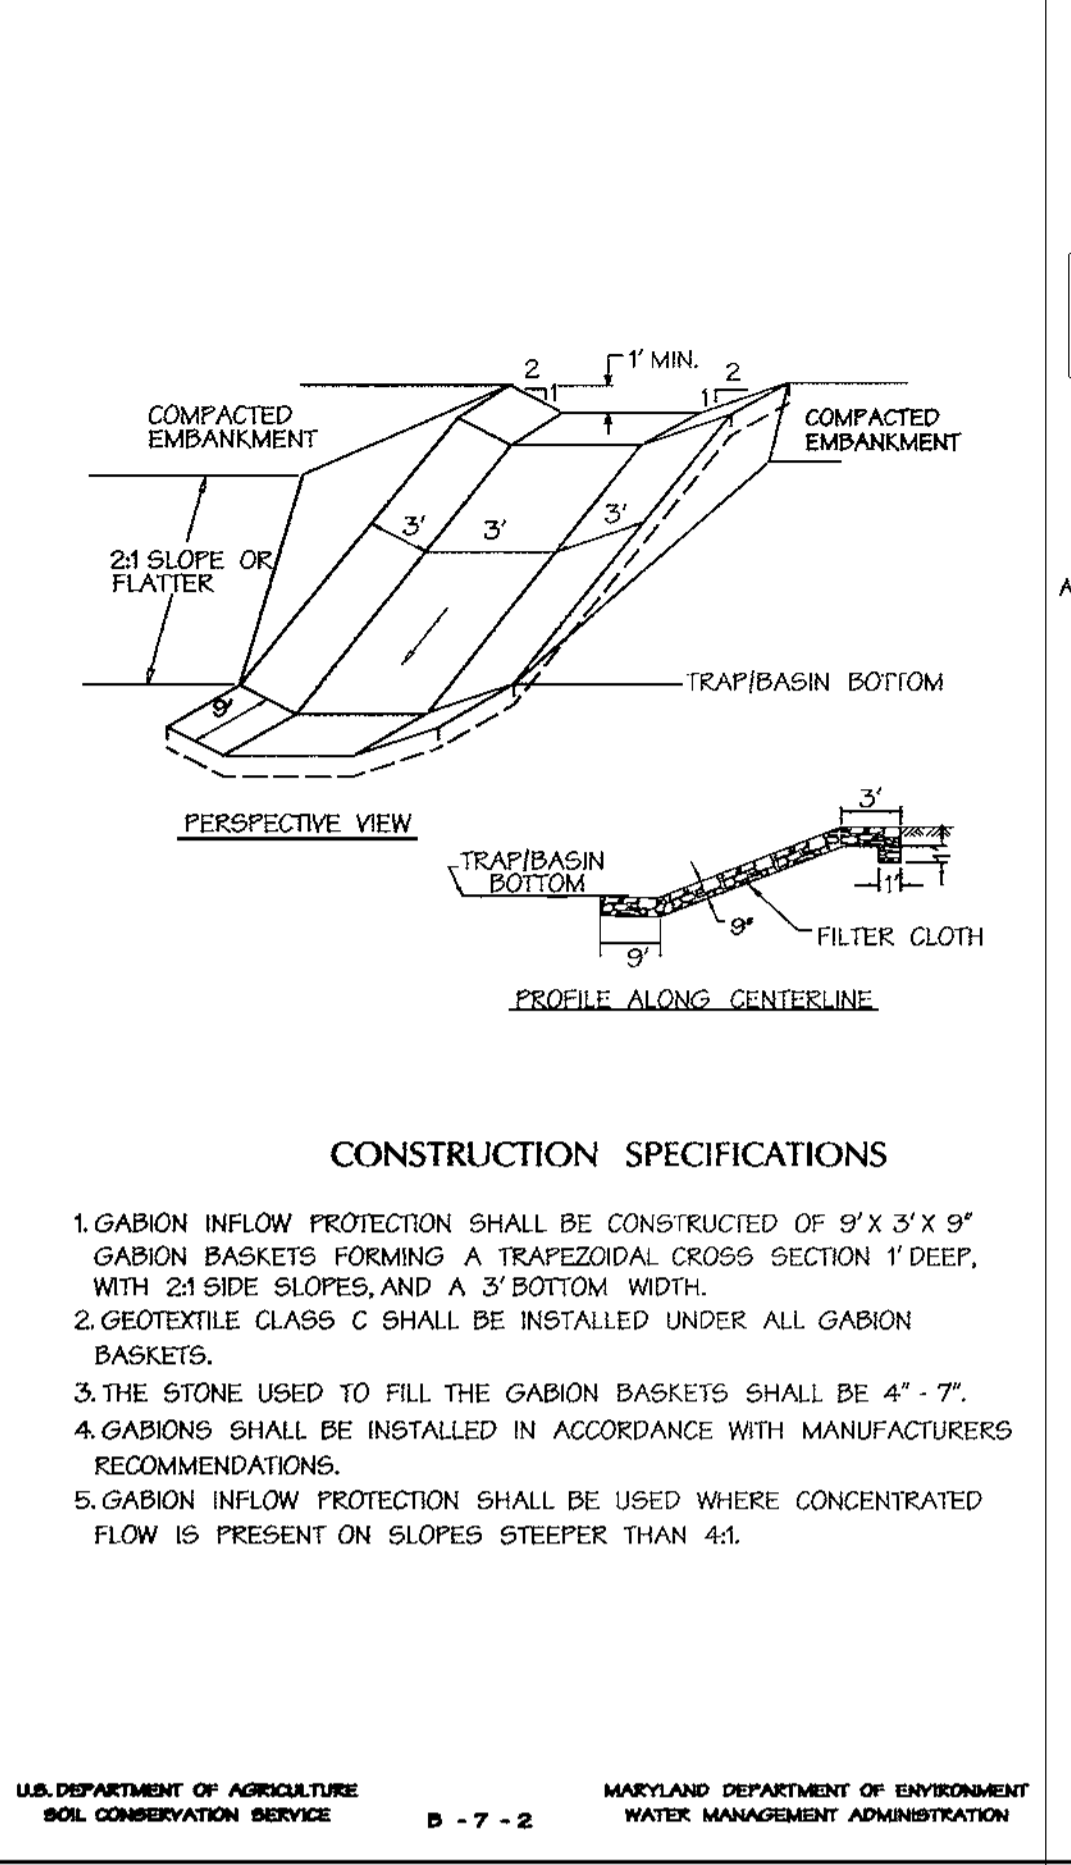 2
1' MIN.
1
1
2
COMPACTED
EMBANKMENT
COMPACTED
EMBANKMENT
3'
3'
3'
2:1 SLOPE OR
FLATTER
TRAP/BASIN BOTTOM
9'
PERSPECTIVE VIEW
3'
TRAP/BASIN
BOTTOM
1'
1'
9"
FILTER CLOTH
9'
PROFILE ALONG CENTERLINE
CONSTRUCTION SPECIFICATIONS
1. GABION INFLOW PROTECTION SHALL BE CONSTRUCTED OF 9' X 3' X 9"
GABION BASKETS FORMING A TRAPEZOIDAL CROSS SECTION 1' DEEP,
WITH 2:1 SIDE SLOPES, AND A 3' BOTTOM WIDTH.
2. GEOTEXTILE CLASS C SHALL BE INSTALLED UNDER ALL GABION
BASKETS.
3. THE STONE USED TO FILL THE GABION BASKETS SHALL BE 4" - 7".
4. GABIONS SHALL BE INSTALLED IN ACCORDANCE WITH MANUFACTURERS
RECOMMENDATIONS.
5. GABION INFLOW PROTECTION SHALL BE USED WHERE CONCENTRATED
FLOW IS PRESENT ON SLOPES STEEPER THAN 4:1.
U.S. DEPARTMENT OF AGRICULTURE
SOIL CONSERVATION SERVICE
B - 7 - 2
MARYLAND DEPARTMENT OF ENVIRONMENT
WATER MANAGEMENT ADMINISTRATION